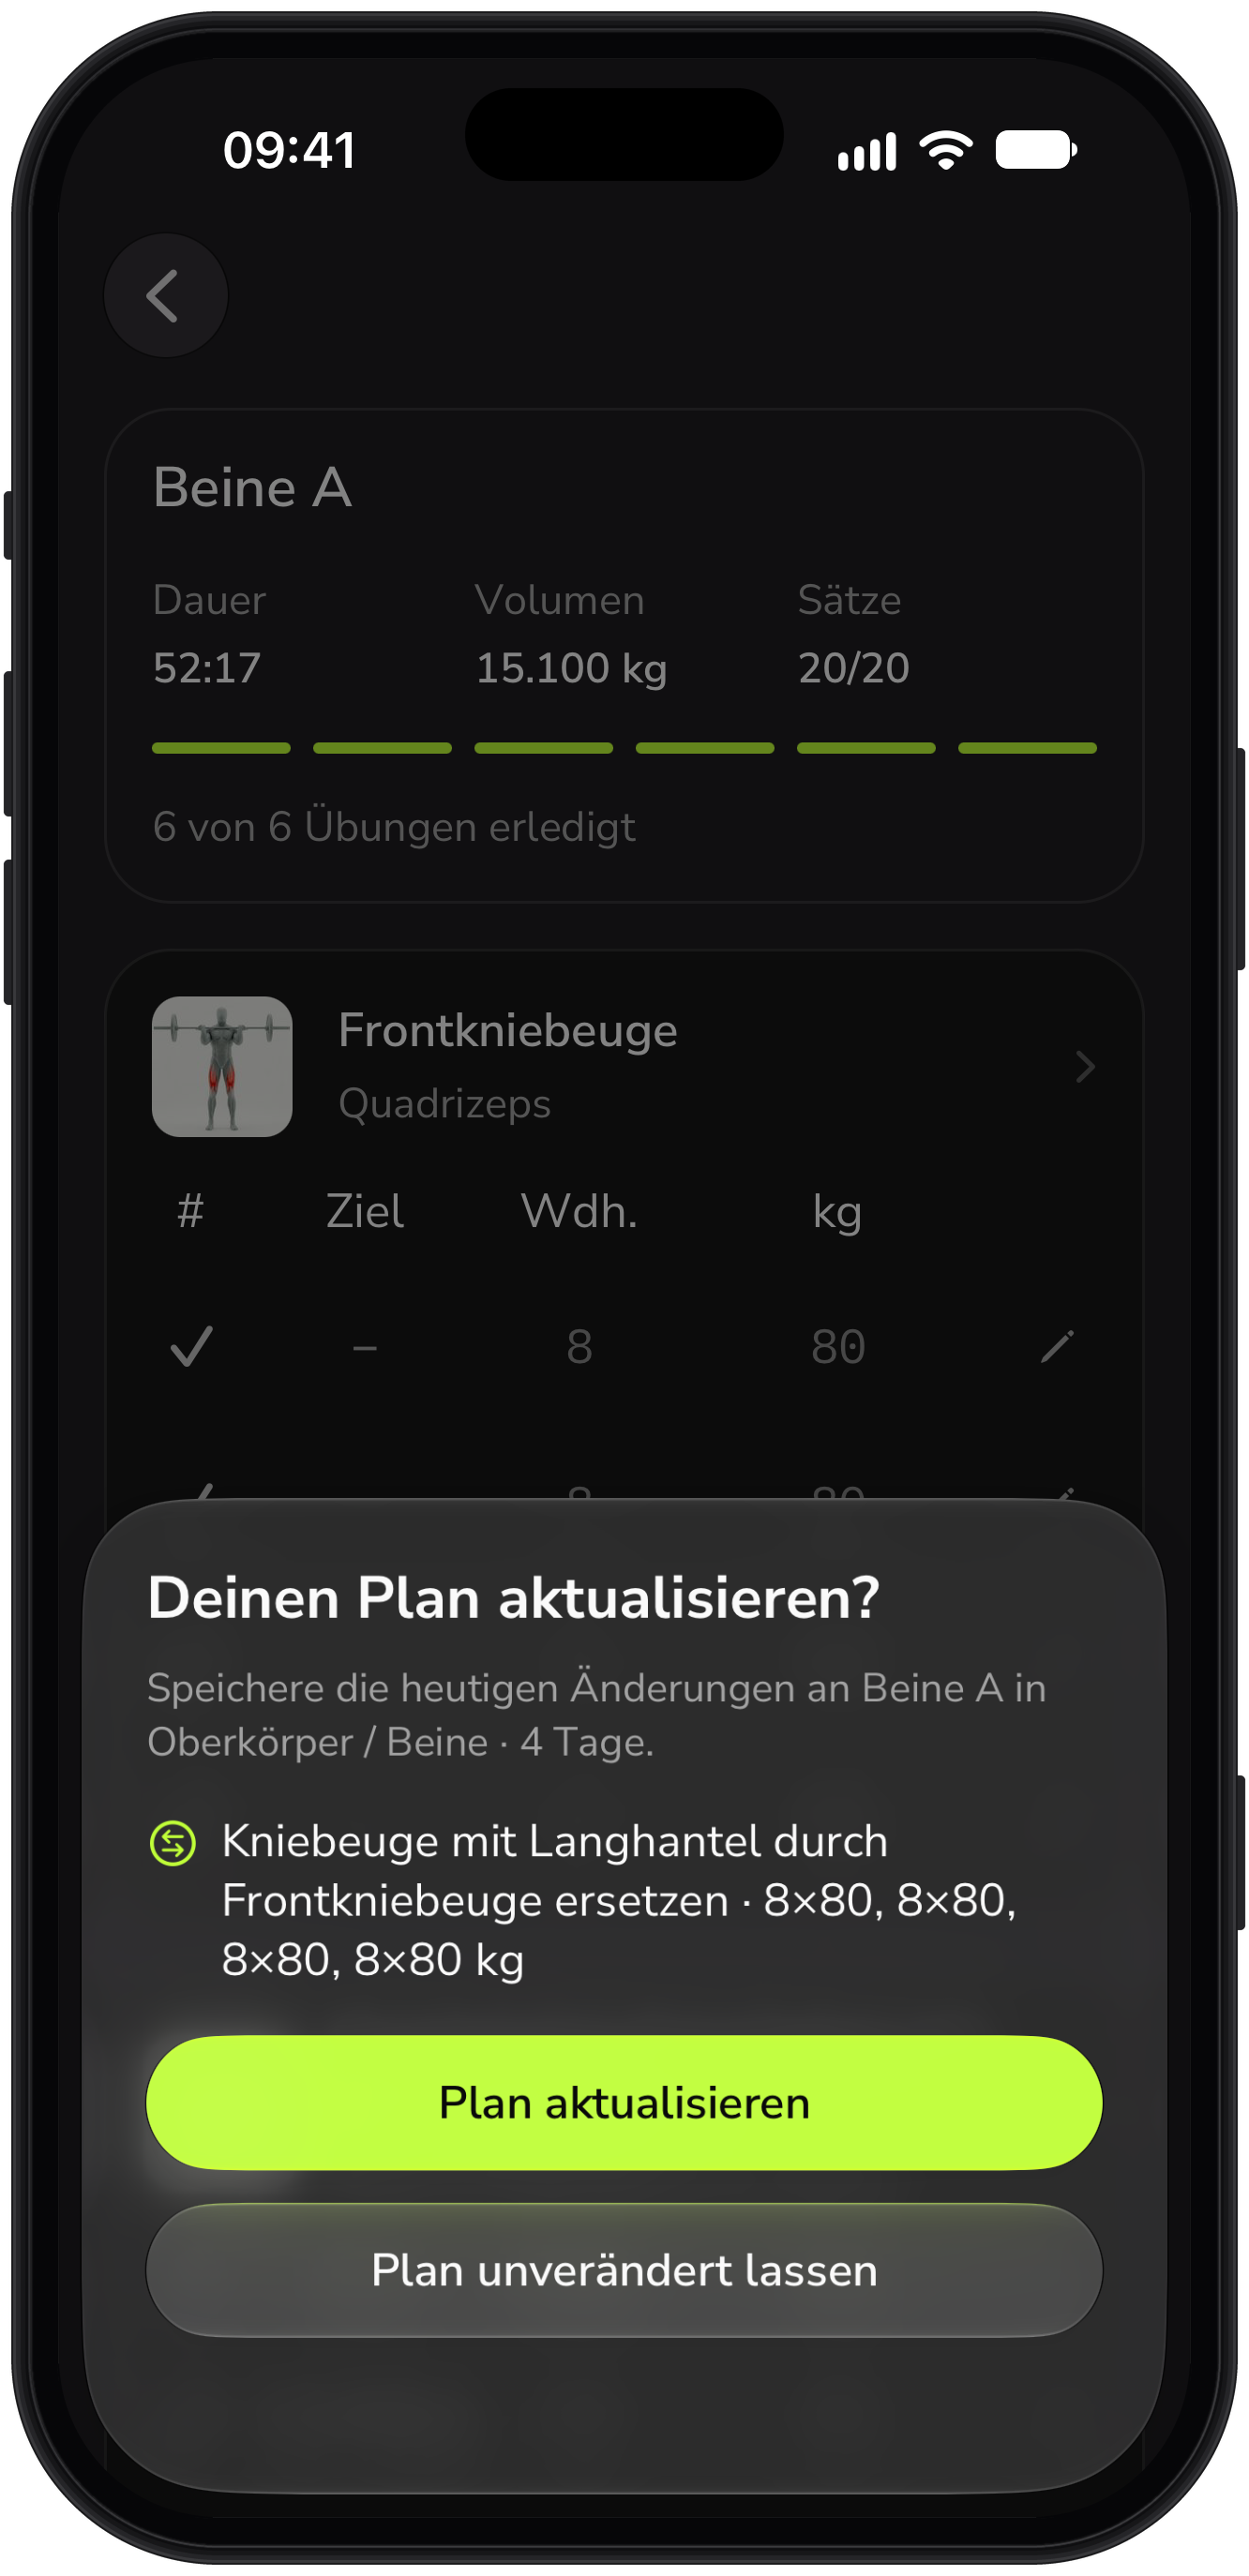 09:41
Beine A
Dauer Volumen Sätze
52:17 15.100 kg 20/20
6 von 6 Übungen erledigt
Frontkniebeuge
Quadrizeps
# Ziel Wdh. kg
– 8 80
8 80
Deinen Plan aktualisieren?
Speichere die heutigen Änderungen an Beine A in
Oberkörper / Beine · 4 Tage.
Kniebeuge mit Langhantel durch
Frontkniebeuge ersetzen · 8×80, 8×80,
8×80, 8×80 kg
Plan aktualisieren
Plan unverändert lassen